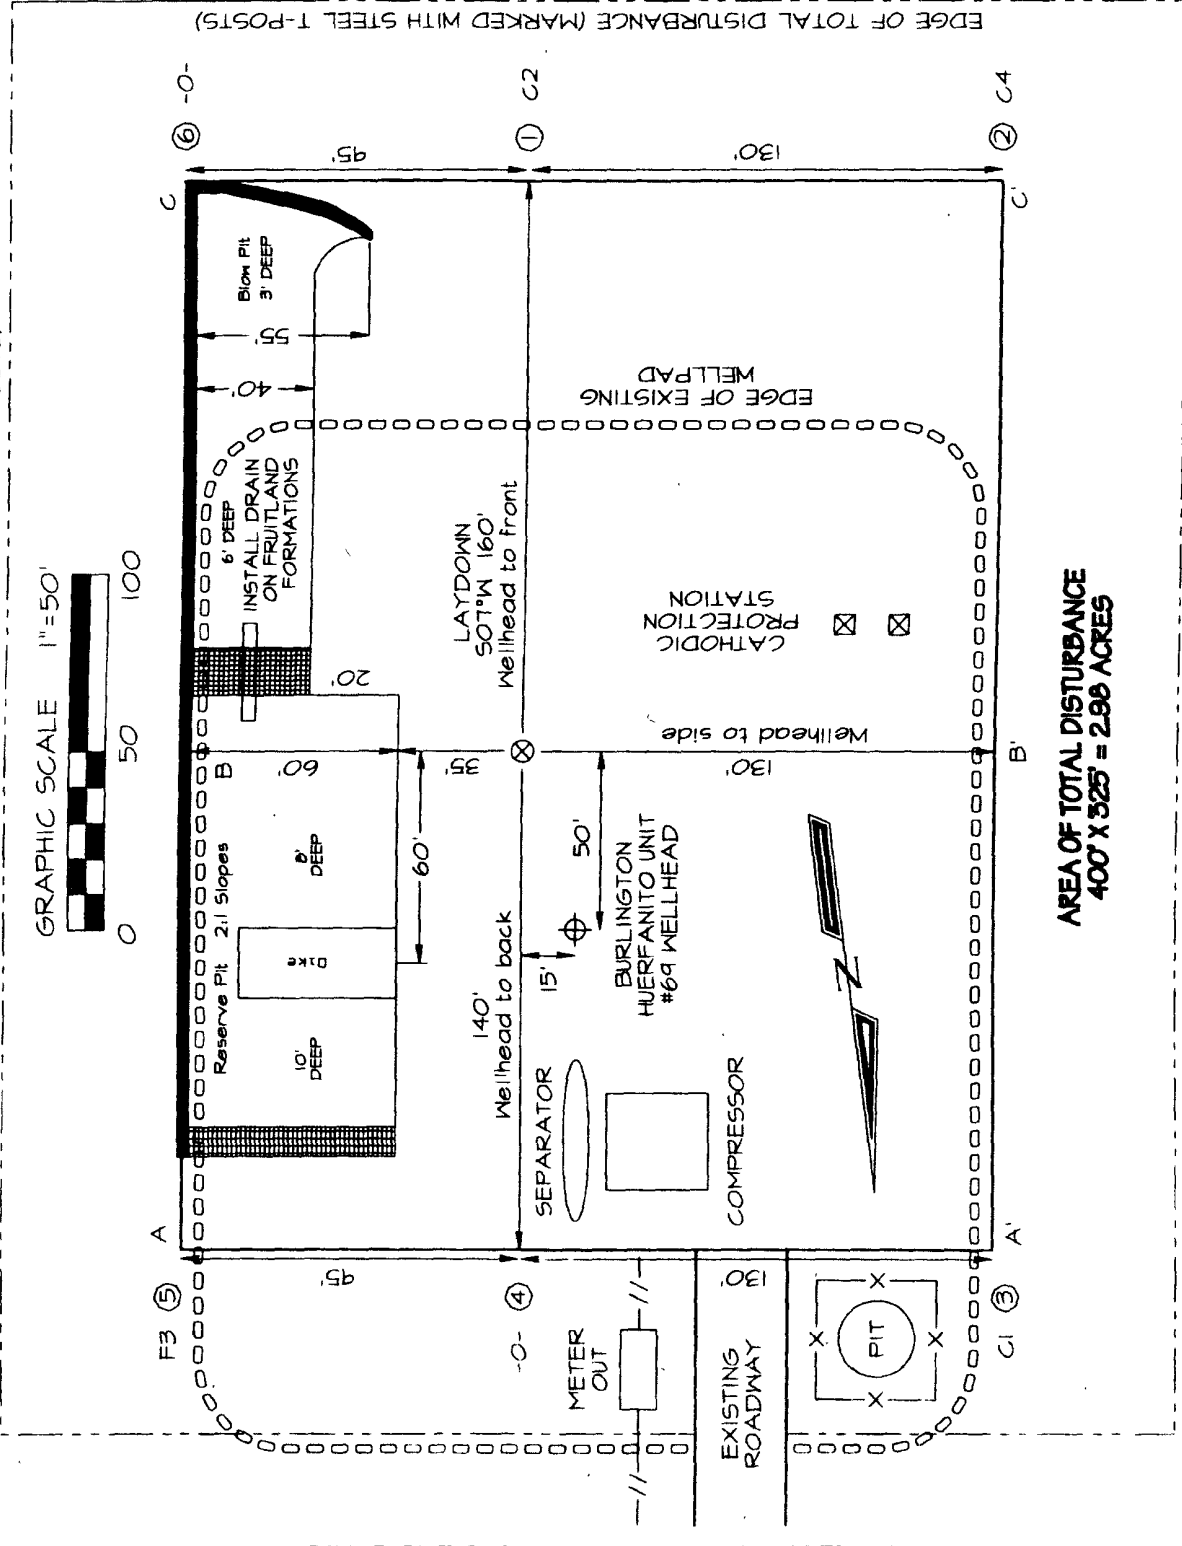 EDGE OF TOTAL DISTURBANCE (MARKED WITH STEEL T-POSTS)
GRAPHIC SCALE 1"=50'
0 50 100
⑥ -0-
① C2
② C4
95'
130'
C
C'
Blow Pit
3' DEEP
55'
40'
EDGE OF EXISTING
WELLPAD
6' DEEP
INSTALL DRAIN
ON FRUITLAND
FORMATIONS
LAYDOWN
S07°W 160'
Wellhead to front
CATHODIC
PROTECTION
STATION
20'
B
60'
35'
Wellhead to side
130'
B'
Reserve Pit 2:1 Slopes
8'
DEEP
60'
50'
Dike
10'
DEEP
140'
Wellhead to back
15'
BURLINGTON
HUERFANITO UNIT
#69 WELLHEAD
N
SEPARATOR
COMPRESSOR
A
A'
95'
130'
F3 ⑤
-0- ④
C1 ③
METER
OUT
EXISTING
ROADWAY
PIT
AREA OF TOTAL DISTURBANCE
400' X 325' = 2.98 ACRES